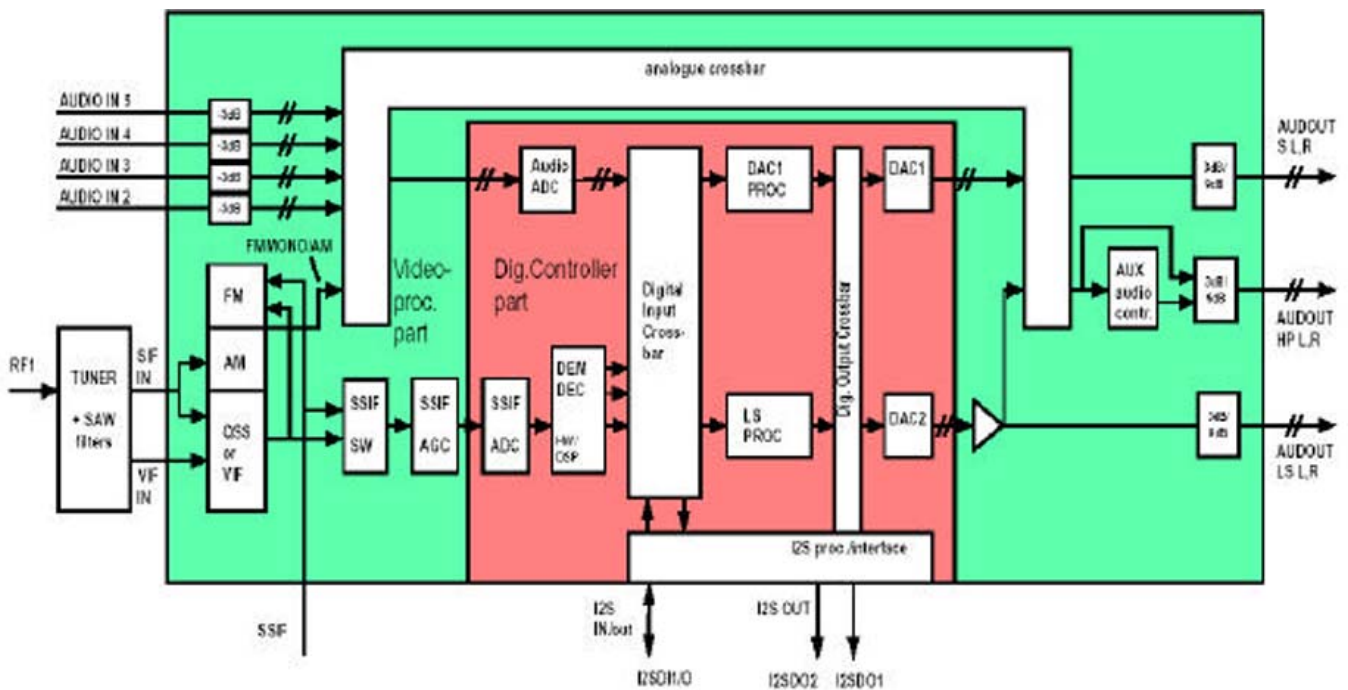 analogue crossbar
AUDIO IN 5
AUDIO IN 4
AUDIO IN 3
AUDIO IN 2
-3dB
-3dB
-3dB
-3dB
FMMONO/AM
Audio
ADC
DAC1
PROC
DAC1
AUDOUT
S L,R
3dB/
9dB
Video-
proc.
part
Dig.Controller
part
Digital
Input
Cross-
bar
Dig. Output Crossbar
AUX
audio
contr.
AUDOUT
HP L,R
RF1
TUNER
+ SAW
filters
SIF
IN
VIF
IN
FM
AM
QSS
or
VIF
SSIF
SW
SSIF
AGC
SSIF
ADC
DEM
DEC
LS
PROC
DAC2
AUDOUT
LS L,R
I2S proc./interface
SSIF
I2S
IN/out
I2S OUT
I2SDI1/O
I2SDO2
I2SDO1